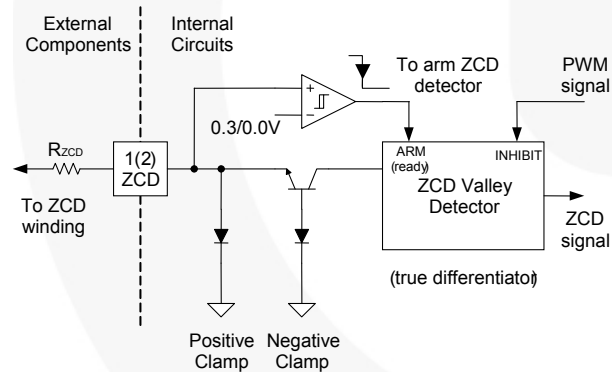 External
Components
Internal
Circuits
To arm ZCD
detector
PWM
signal
+
−
0.3/0.0V
RZCD
1(2)
ZCD
ARM
(ready)
INHIBIT
ZCD Valley
Detector
To ZCD
winding
ZCD
signal
(true differentiator)
Positive
Clamp
Negative
Clamp